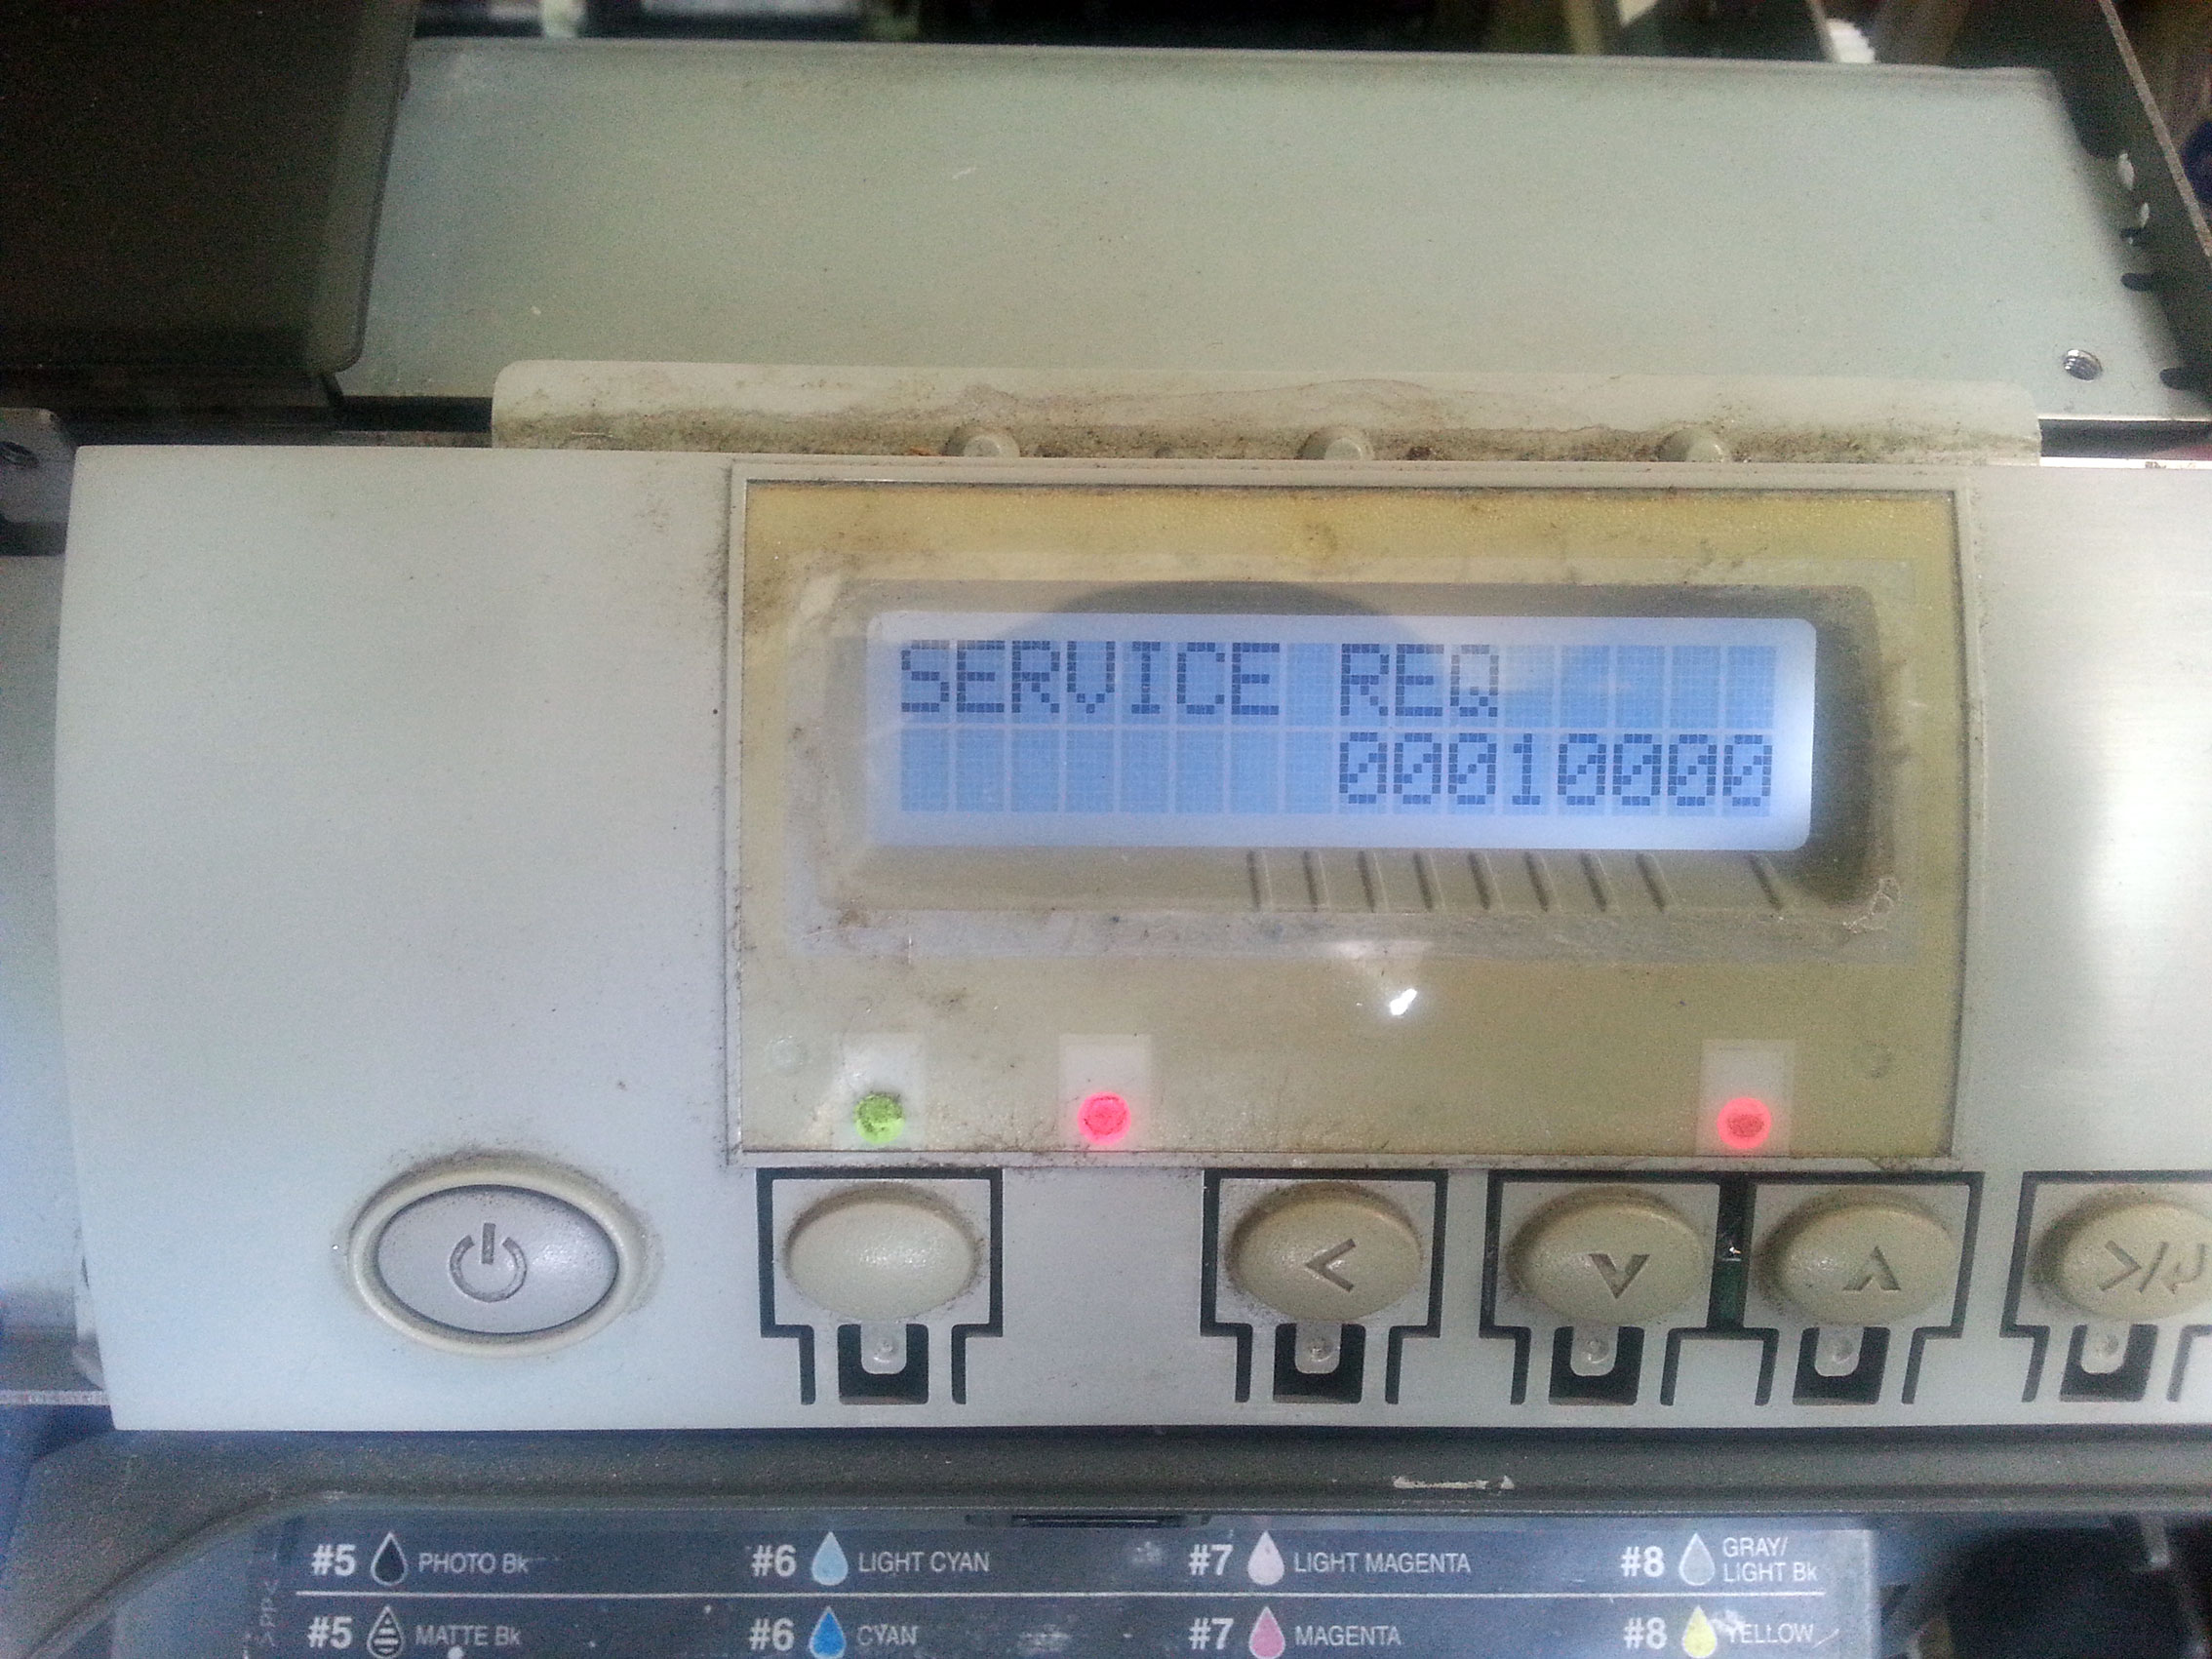 SERVICE REQ
00010000
#5 PHOTO Bk #6 LIGHT CYAN #7 LIGHT MAGENTA #8 GRAY/
LIGHT Bk
#5 MATTE Bk #6 CYAN #7 MAGENTA #8 YELLOW